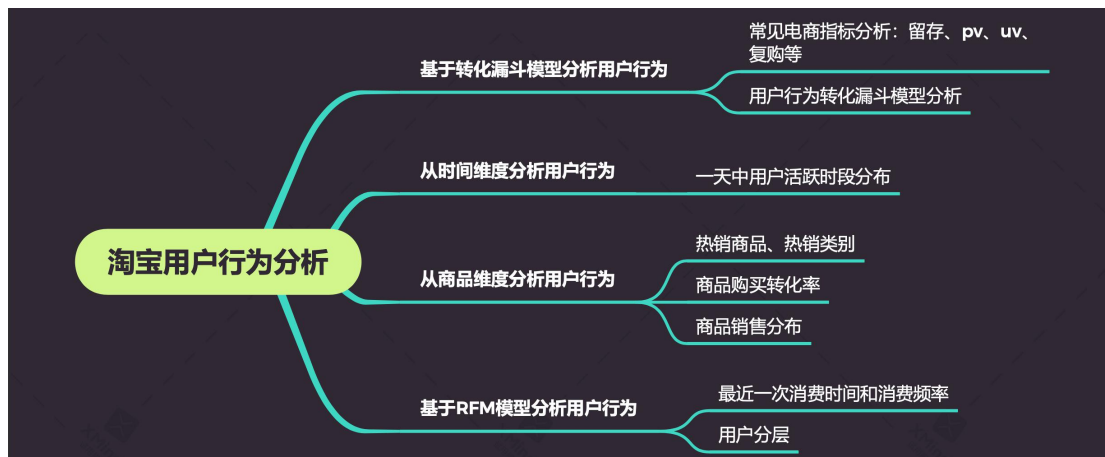 淘宝用户行为分析
基于转化漏斗模型分析用户行为
常见电商指标分析：留存、pv、uv、
复购等
用户行为转化漏斗模型分析
从时间维度分析用户行为
一天中用户活跃时段分布
从商品维度分析用户行为
热销商品、热销类别
商品购买转化率
商品销售分布
基于RFM模型分析用户行为
最近一次消费时间和消费频率
用户分层